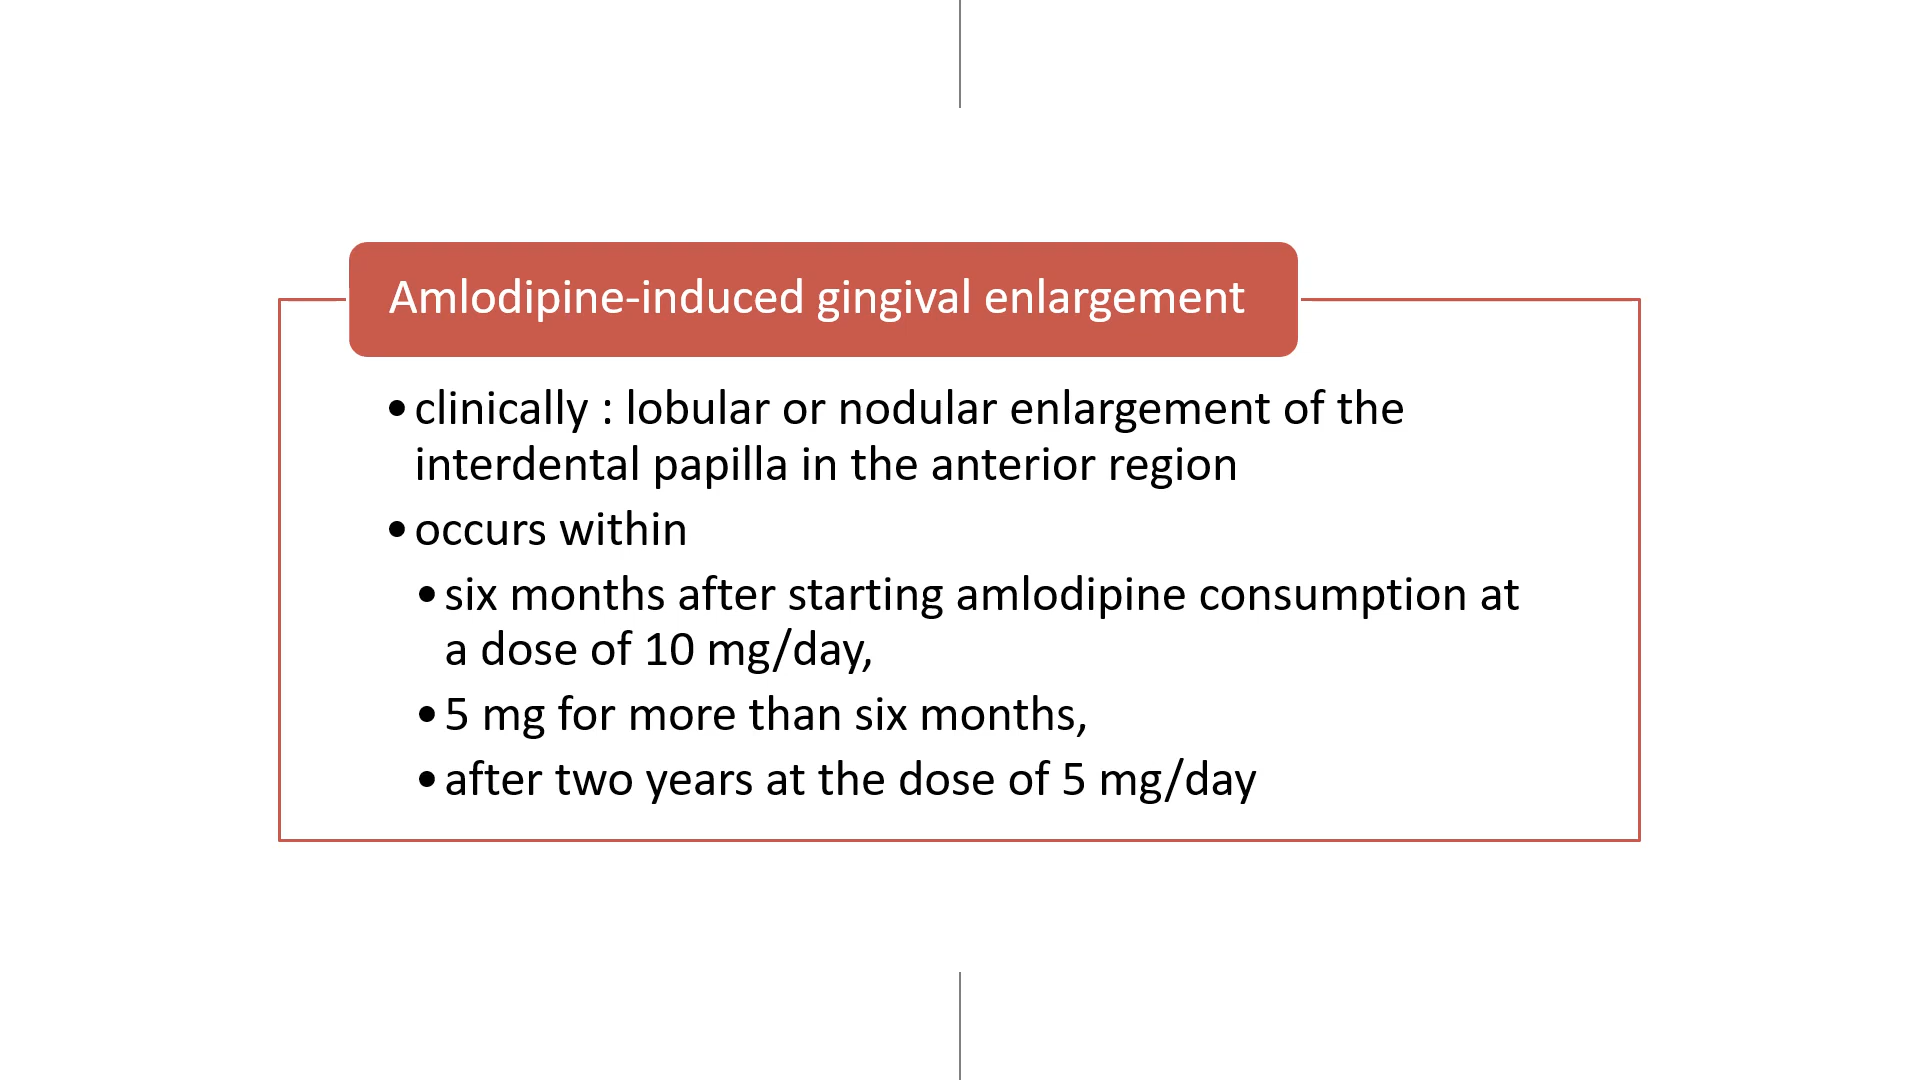 Amlodipine-induced gingival enlargement
•clinically : lobular or nodular enlargement of the
interdental papilla in the anterior region
•occurs within
•six months after starting amlodipine consumption at
a dose of 10 mg/day,
•5 mg for more than six months,
•after two years at the dose of 5 mg/day